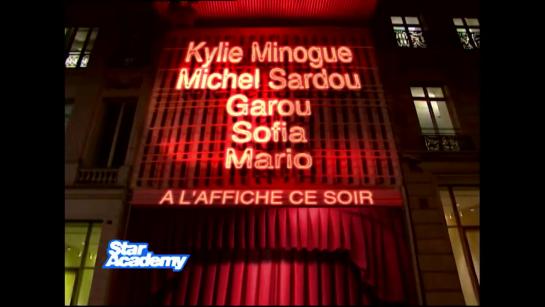 Kylie Minogue
Michel Sardou
Garou
Sofia
Mario
A L'AFFICHE CE SOIR
Star
Academy